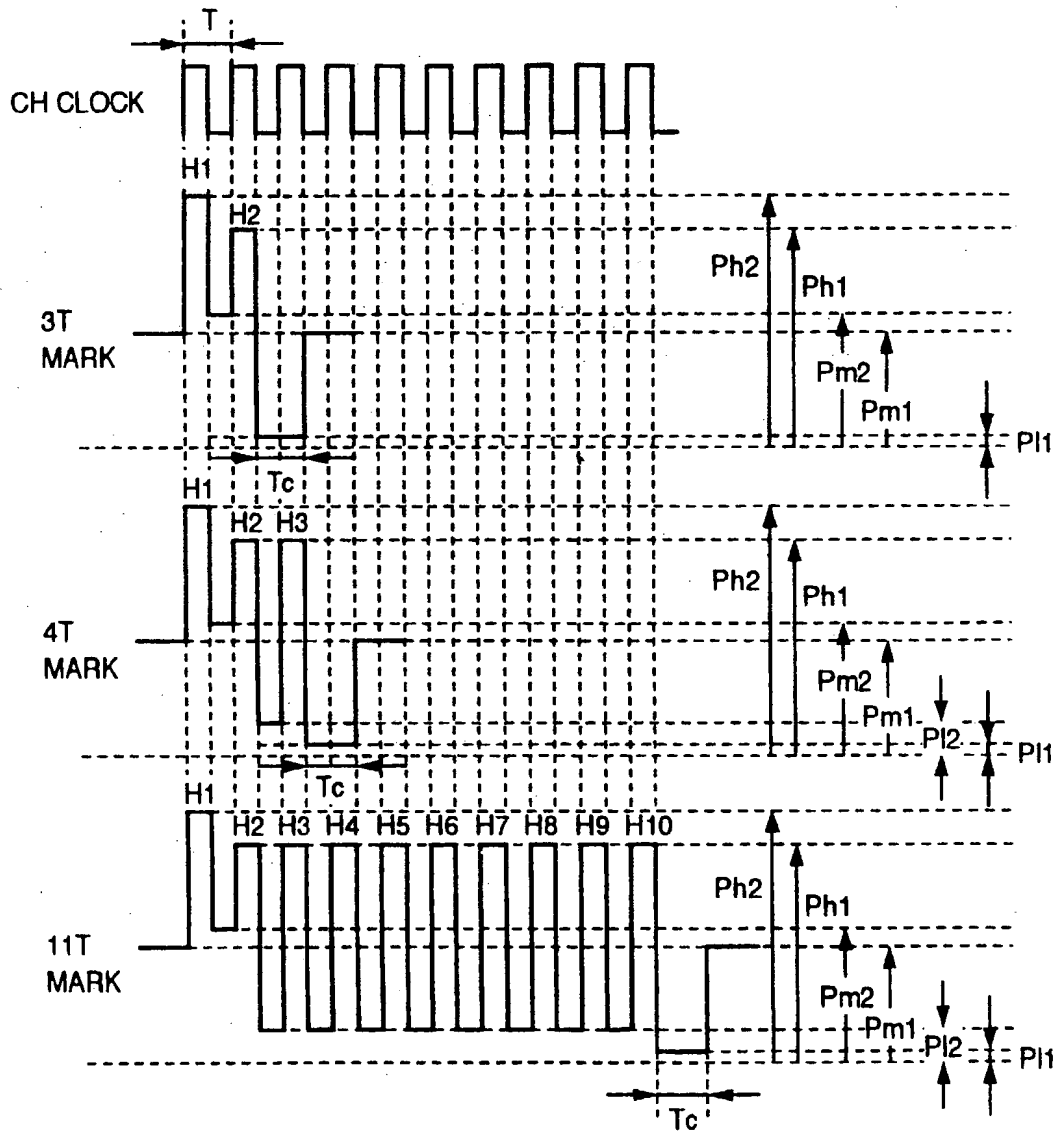 T
CH CLOCK
H1
H2
3T
MARK
Ph2
Ph1
Pm2
Pm1
Pl1
Tc
H1
H2 H3
4T
MARK
Ph2
Ph1
Pm2
Pm1
Pl2
Pl1
Tc
H1
H2 H3 H4 H5 H6 H7 H8 H9 H10
11T
MARK
Ph2
Ph1
Pm2
Pm1
Pl2
Pl1
Tc